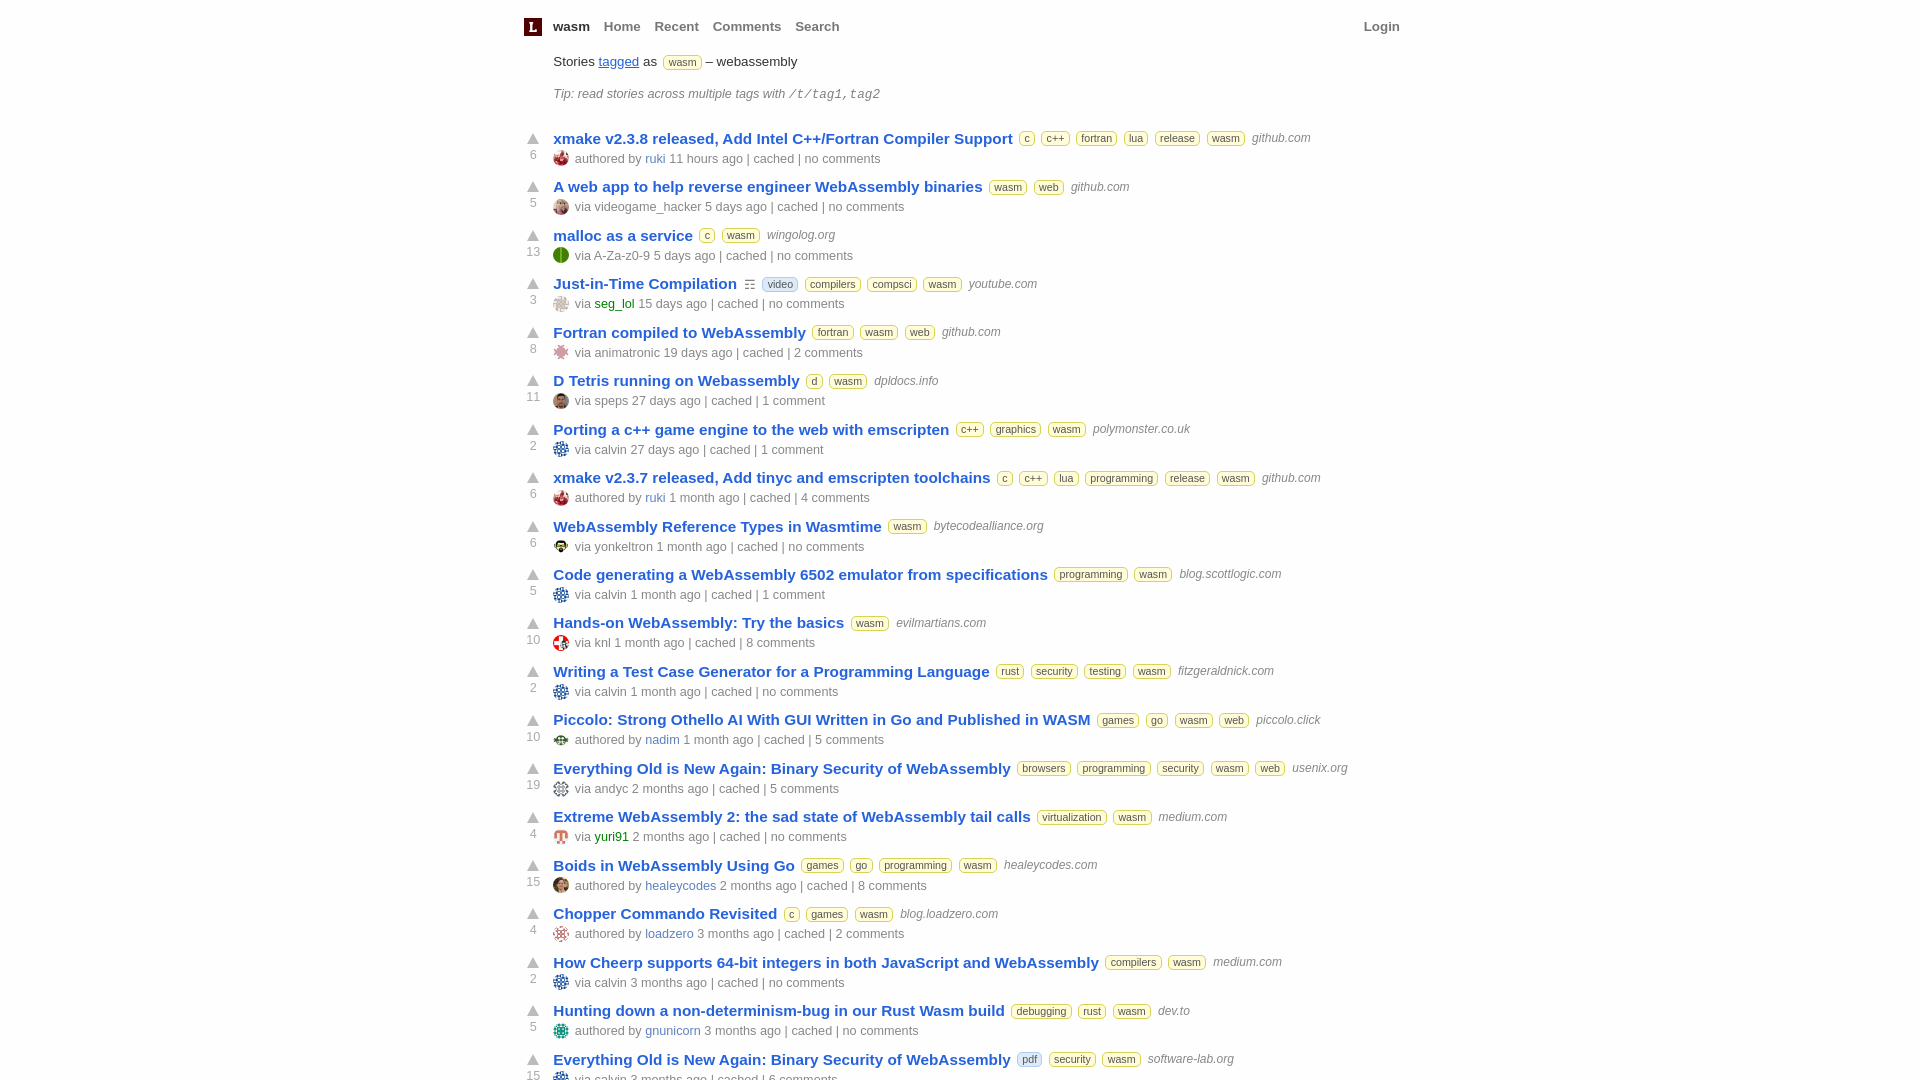 L wasm Home Recent Comments Search Login
Stories tagged as wasm – webassembly
Tip: read stories across multiple tags with /t/tag1,tag2
xmake v2.3.8 released, Add Intel C++/Fortran Compiler Support c c++ fortran lua release wasm github.com
6 authored by ruki 11 hours ago | cached | no comments
A web app to help reverse engineer WebAssembly binaries wasm web github.com
5 via videogame_hacker 5 days ago | cached | no comments
malloc as a service c wasm wingolog.org
13 via A-Za-z0-9 5 days ago | cached | no comments
Just-in-Time Compilation ☶ video compilers compsci wasm youtube.com
3 via seg_lol 15 days ago | cached | no comments
Fortran compiled to WebAssembly fortran wasm web github.com
8 via animatronic 19 days ago | cached | 2 comments
D Tetris running on Webassembly d wasm dpldocs.info
11 via speps 27 days ago | cached | 1 comment
Porting a c++ game engine to the web with emscripten c++ graphics wasm polymonster.co.uk
2 via calvin 27 days ago | cached | 1 comment
xmake v2.3.7 released, Add tinyc and emscripten toolchains c c++ lua programming release wasm github.com
6 authored by ruki 1 month ago | cached | 4 comments
WebAssembly Reference Types in Wasmtime wasm bytecodealliance.org
6 via yonkeltron 1 month ago | cached | no comments
Code generating a WebAssembly 6502 emulator from specifications programming wasm blog.scottlogic.com
5 via calvin 1 month ago | cached | 1 comment
Hands-on WebAssembly: Try the basics wasm evilmartians.com
10 via knl 1 month ago | cached | 8 comments
Writing a Test Case Generator for a Programming Language rust security testing wasm fitzgeraldnick.com
2 via calvin 1 month ago | cached | no comments
Piccolo: Strong Othello AI With GUI Written in Go and Published in WASM games go wasm web piccolo.click
10 authored by nadim 1 month ago | cached | 5 comments
Everything Old is New Again: Binary Security of WebAssembly browsers programming security wasm web usenix.org
19 via andyc 2 months ago | cached | 5 comments
Extreme WebAssembly 2: the sad state of WebAssembly tail calls virtualization wasm medium.com
4 via yuri91 2 months ago | cached | no comments
Boids in WebAssembly Using Go games go programming wasm healeycodes.com
15 authored by healeycodes 2 months ago | cached | 8 comments
Chopper Commando Revisited c games wasm blog.loadzero.com
4 authored by loadzero 3 months ago | cached | 2 comments
How Cheerp supports 64-bit integers in both JavaScript and WebAssembly compilers wasm medium.com
2 via calvin 3 months ago | cached | no comments
Hunting down a non-determinism-bug in our Rust Wasm build debugging rust wasm dev.to
5 authored by gnunicorn 3 months ago | cached | no comments
Everything Old is New Again: Binary Security of WebAssembly pdf security wasm software-lab.org
15 via calvin 3 months ago | cached | 6 comments